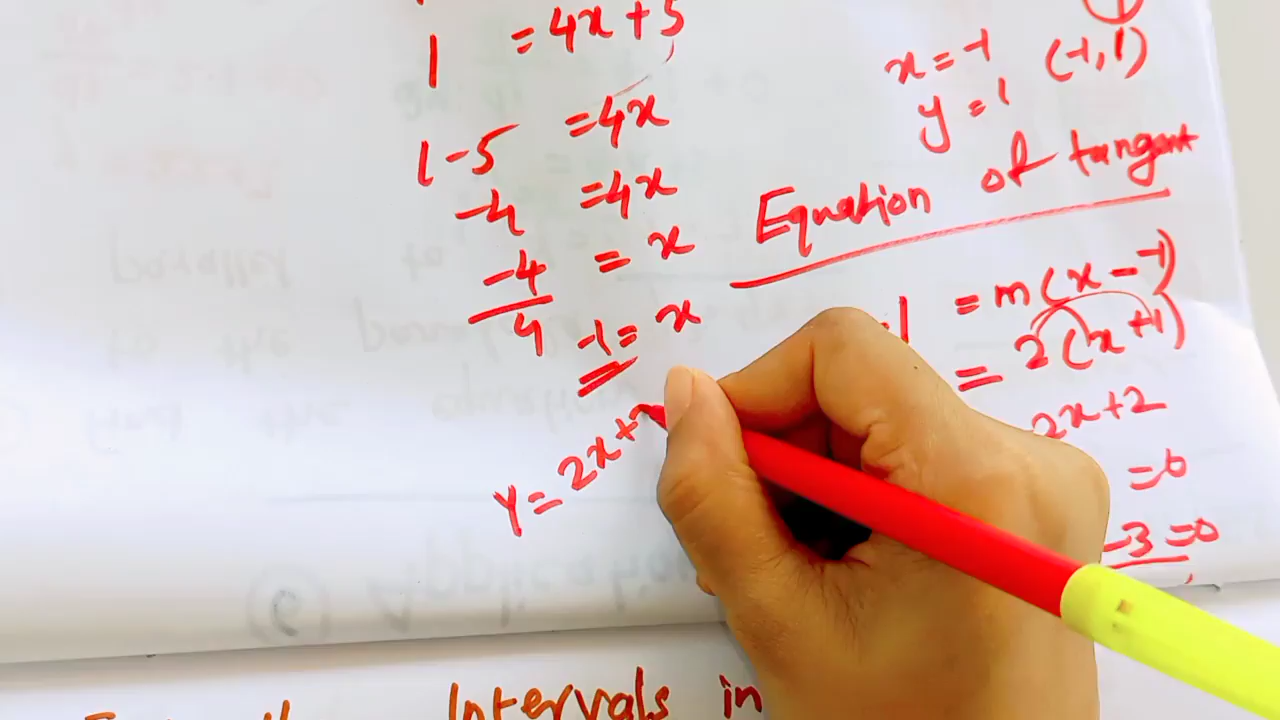 1 = 4x + 5
1 - 5 = 4x
-4 = 4x
-4/4 = x
-1 = x
y = 2x +
x = -1 (-1, 1)
y = 1
Equation of tangent
-1 = m(x - -1)
= 2(x + 1)
2x + 2
= 0
-3 = 0
Intervals in